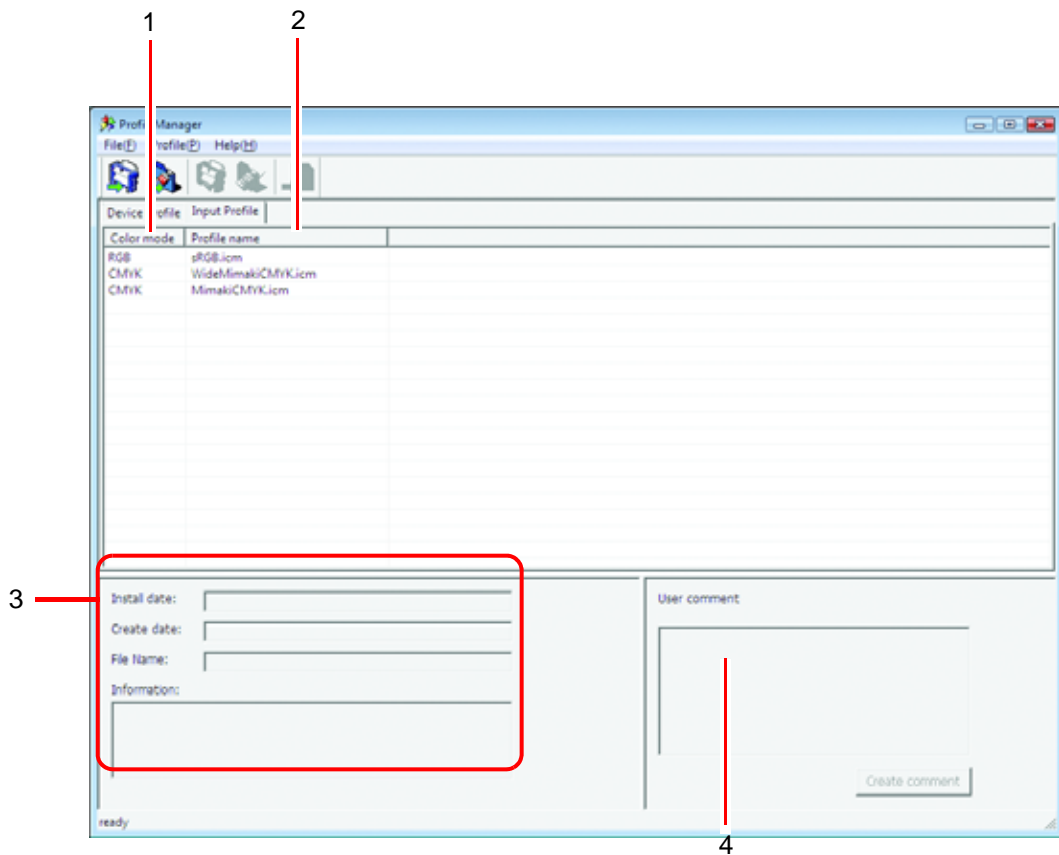 1 2
Profile Manager
File(F) Profile(P) Help(H)
Device Profile Input Profile
Color mode Profile name
RGB sRGB.icm
CMYK WideMimakiCMYK.icm
CMYK MimakiCMYK.icm
3
Install date:
Create date:
File Name:
Information:
User comment
Create comment
ready
4